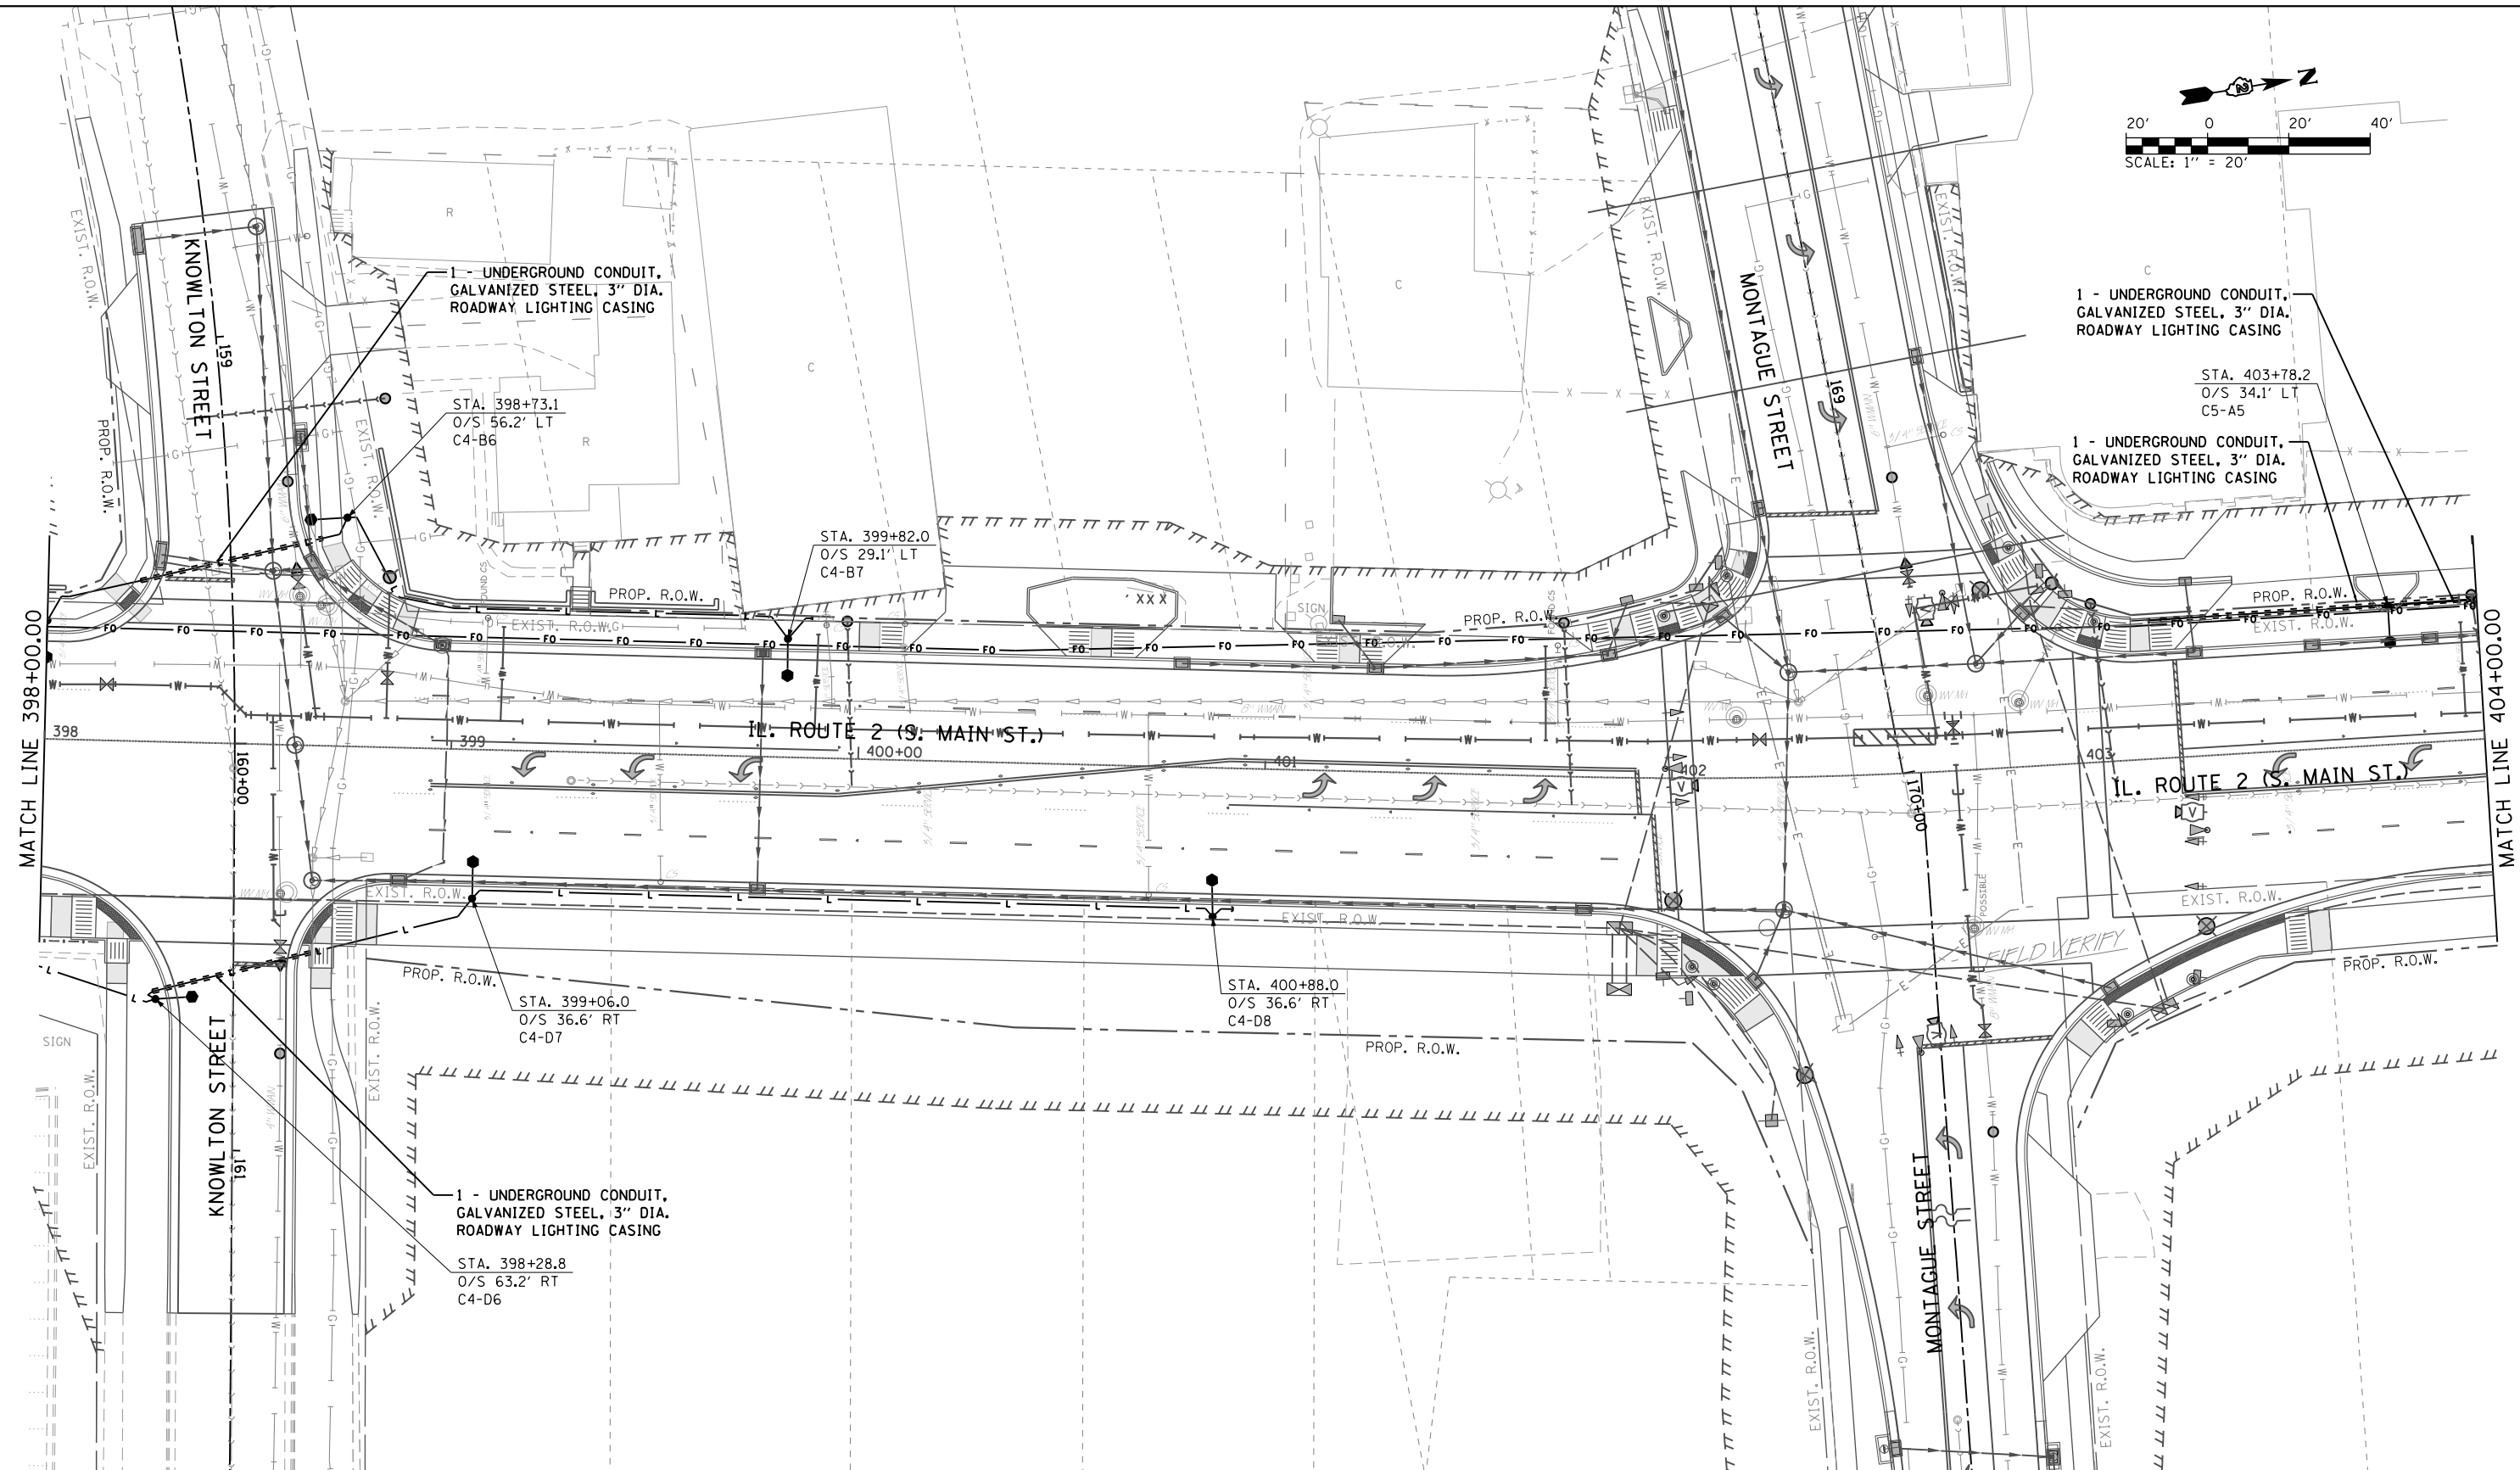 20' 0 20' 40'
SCALE: 1" = 20'
N
MATCH LINE 398+00.00
MATCH LINE 404+00.00
KNOWLTON STREET
159
160+00
161
KNOWLTON STREET
MONTAGUE STREET
169
170+00
MONTAGUE STREET
1 - UNDERGROUND CONDUIT,
GALVANIZED STEEL, 3" DIA.
ROADWAY LIGHTING CASING
STA. 398+73.1
O/S 56.2' LT
C4-B6
STA. 399+82.0
O/S 29.1' LT
C4-B7
1 - UNDERGROUND CONDUIT,
GALVANIZED STEEL, 3" DIA.
ROADWAY LIGHTING CASING
STA. 403+78.2
O/S 34.1' LT
C5-A5
1 - UNDERGROUND CONDUIT,
GALVANIZED STEEL, 3" DIA.
ROADWAY LIGHTING CASING
EXIST. R.O.W.
PROP. R.O.W.
EXIST. R.O.W.
PROP. R.O.W.
EXIST. R.O.W.
SIGN
PROP. R.O.W.
EXIST. R.O.W.
EXIST. R.O.W.
PROP. R.O.W.
EXIST. R.O.W.
R
R
C
C
C
398
399
400+00
401
402
403
IL. ROUTE 2 (S. MAIN ST.)
IL. ROUTE 2 (S. MAIN ST.)
EXIST. R.O.W.
EXIST. R.O.W.
EXIST. R.O.W.
PROP. R.O.W.
PROP. R.O.W.
PROP. R.O.W.
POSSIBLE
FIELD VERIFY
STA. 399+06.0
O/S 36.6' RT
C4-D7
STA. 400+88.0
O/S 36.6' RT
C4-D8
SIGN
EXIST. R.O.W.
EXIST. R.O.W.
1 - UNDERGROUND CONDUIT,
GALVANIZED STEEL, 3" DIA.
ROADWAY LIGHTING CASING
STA. 398+28.8
O/S 63.2' RT
C4-D6
EXIST. R.O.W.
EXIST. R.O.W.